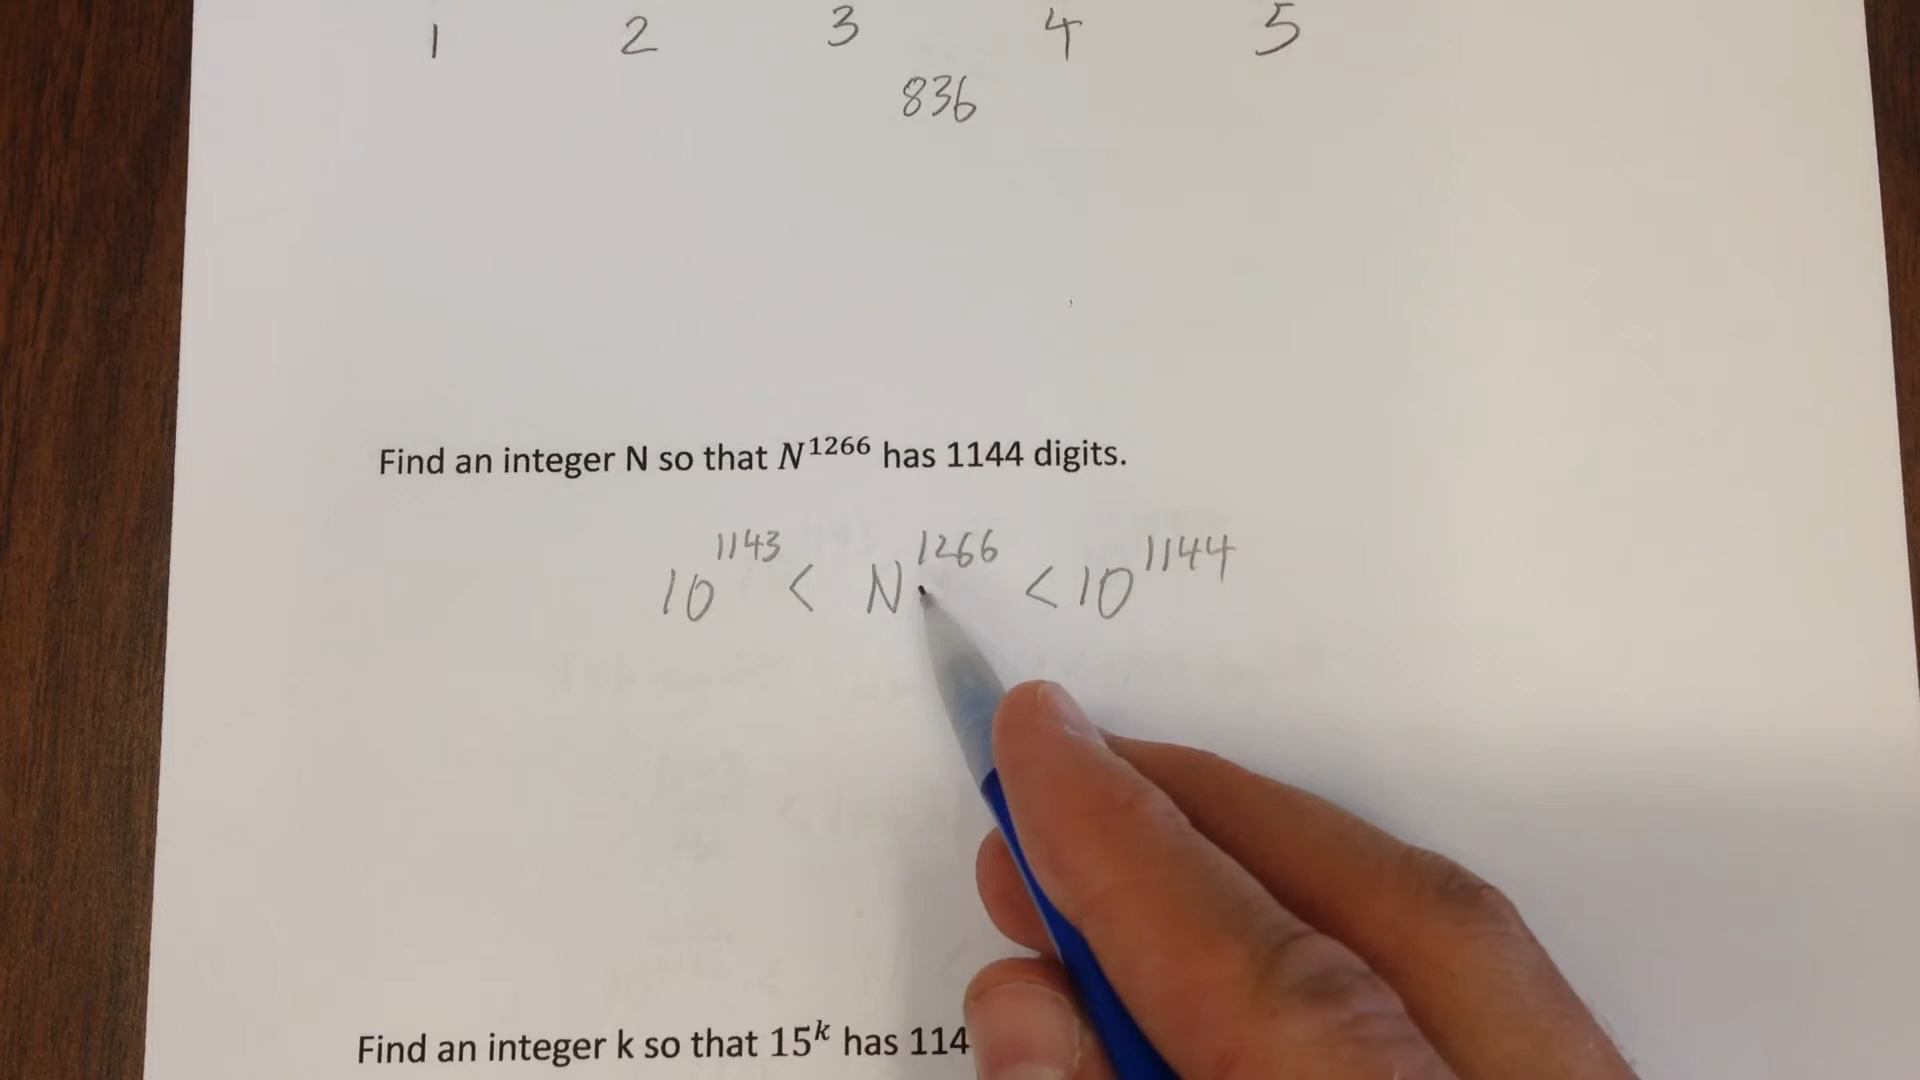 1 2 3 4 5
836
Find an integer N so that N^1266 has 1144 digits.
10^1143 < N^1266 < 10^1144
Find an integer k so that 15^k has 114